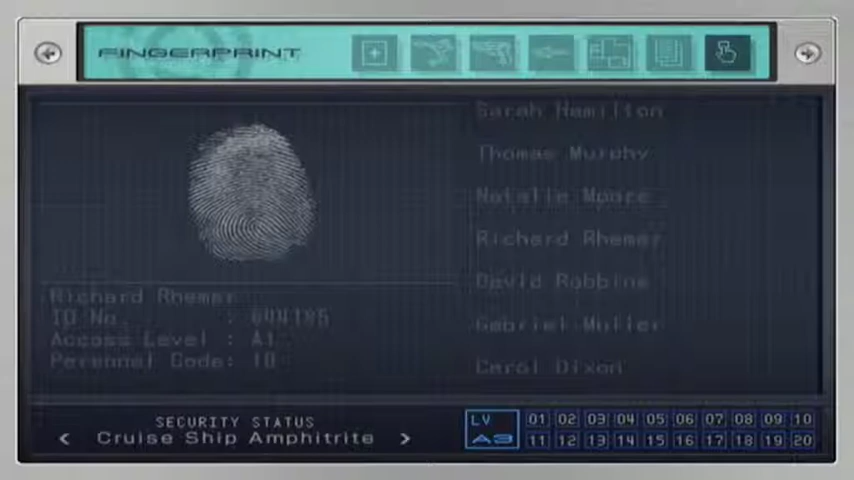 FINGERPRINT
Sarah Hamilton
Thomas Murphy
Natalie Moore
Richard Rhemer
David Robbins
Gabriel Muller
Carol Dixon
Richard Rhemer
ID No. :
Access Level : A1
Personal Code: 10
SECURITY STATUS
< Cruise Ship Amphitrite >
LV
A3
01 02 03 04 05 06 07 08 09 10
11 12 13 14 15 16 17 18 19 20